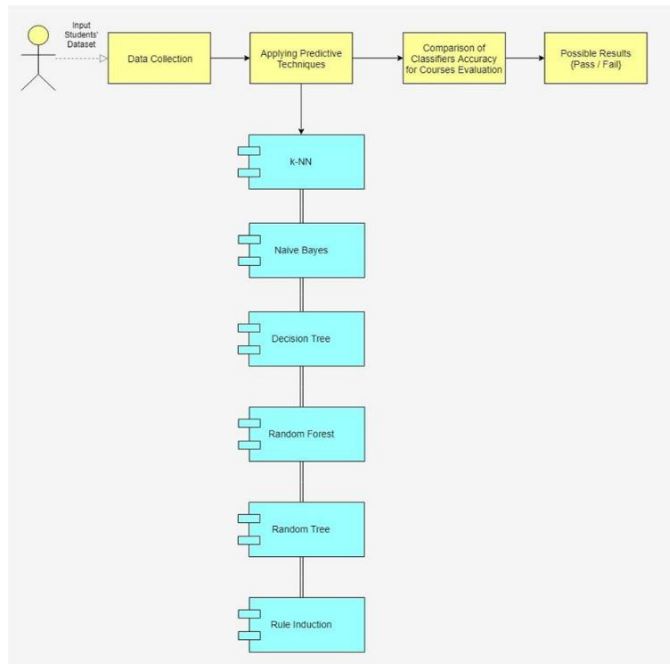 Input
Students'
Dataset
Data Collection
Applying Predictive
Techniques
Comparison of
Classifiers Accuracy
for Courses Evaluation
Possible Results
{Pass / Fail}
k-NN
Naive Bayes
Decision Tree
Random Forest
Random Tree
Rule Induction